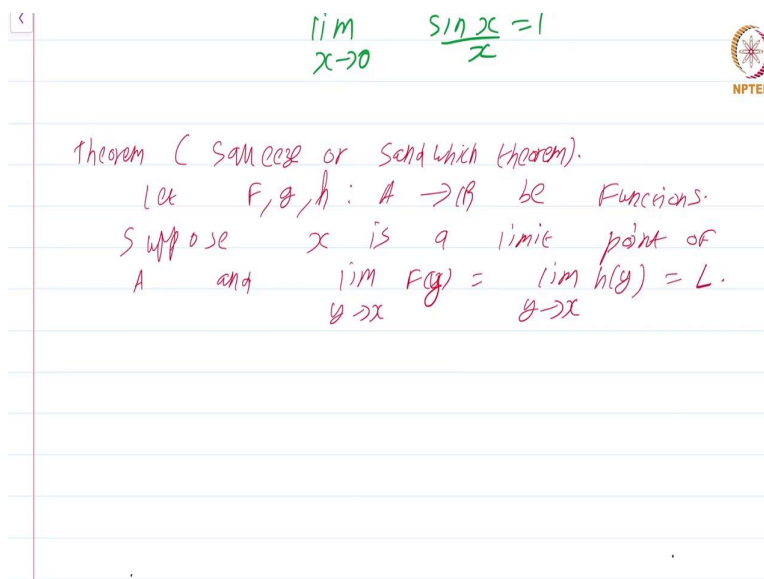 lim sin x / x = 1
x→0
NPTEL
Theorem (Squeeze or Sandwhich theorem).
let F, g, h : A → ℝ be Functions.
Suppose x is a limit point of
A and lim F(y) = lim h(y) = L.
y→x y→x